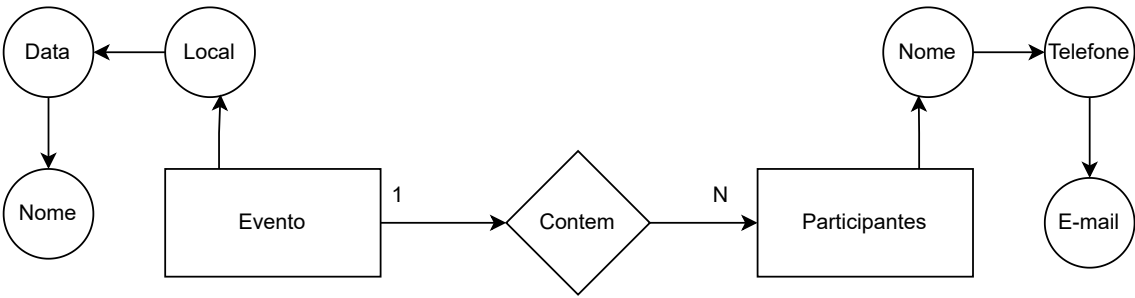 Data
Local
Nome
Telefone
Nome
Evento
1
Contem
N
Participantes
E-mail